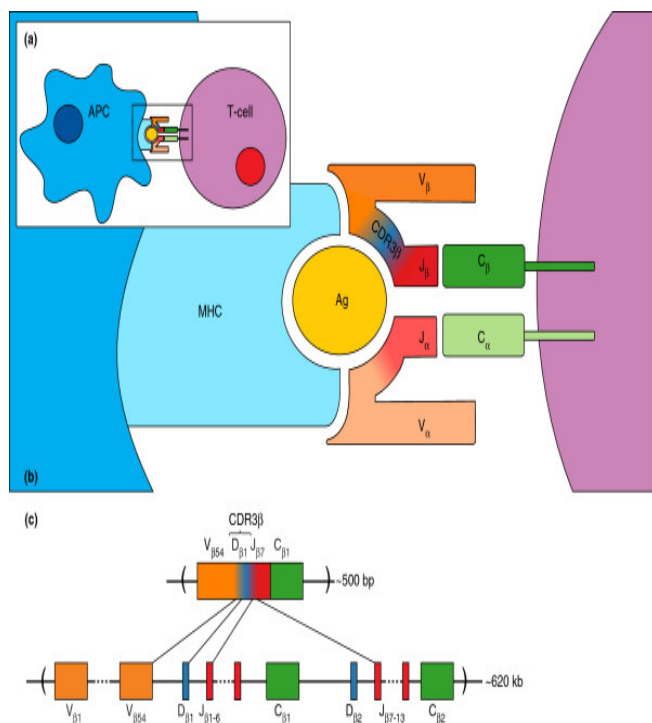 (a)
APC
T-cell
Vβ
CDR3β
Jβ
Cβ
MHC
Ag
Jα
Cα
Vα
(b)
(c)
CDR3β
Vβ54 Dβ1 Jβ7 Cβ1
~500 bp
~620 kb
Vβ1 Vβ54 Dβ1 Jβ1-6 Cβ1 Dβ2 Jβ7-13 Cβ2